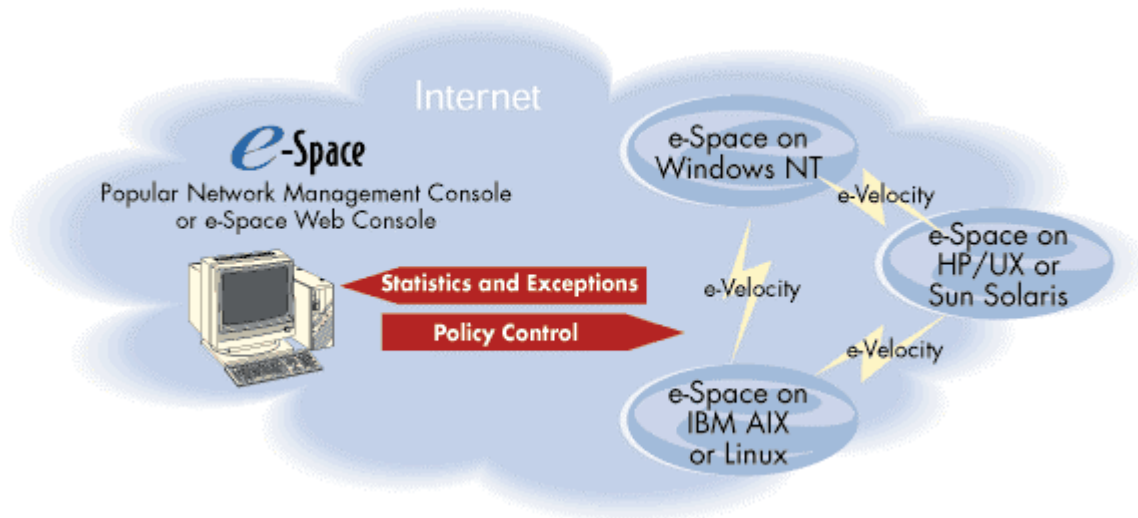 Internet
e-Space
Popular Network Management Console
or e-Space Web Console
Statistics and Exceptions
Policy Control
e-Space on
Windows NT
e-Velocity
e-Space on
HP/UX or
Sun Solaris
e-Velocity
e-Velocity
e-Space on
IBM AIX
or Linux